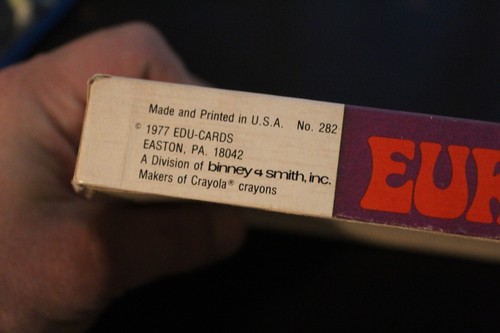 Made and Printed in U.S.A. No. 282
© 1977 EDU-CARDS
EASTON, PA. 18042
A Division of binney & smith, inc.
Makers of Crayola® crayons
EUK